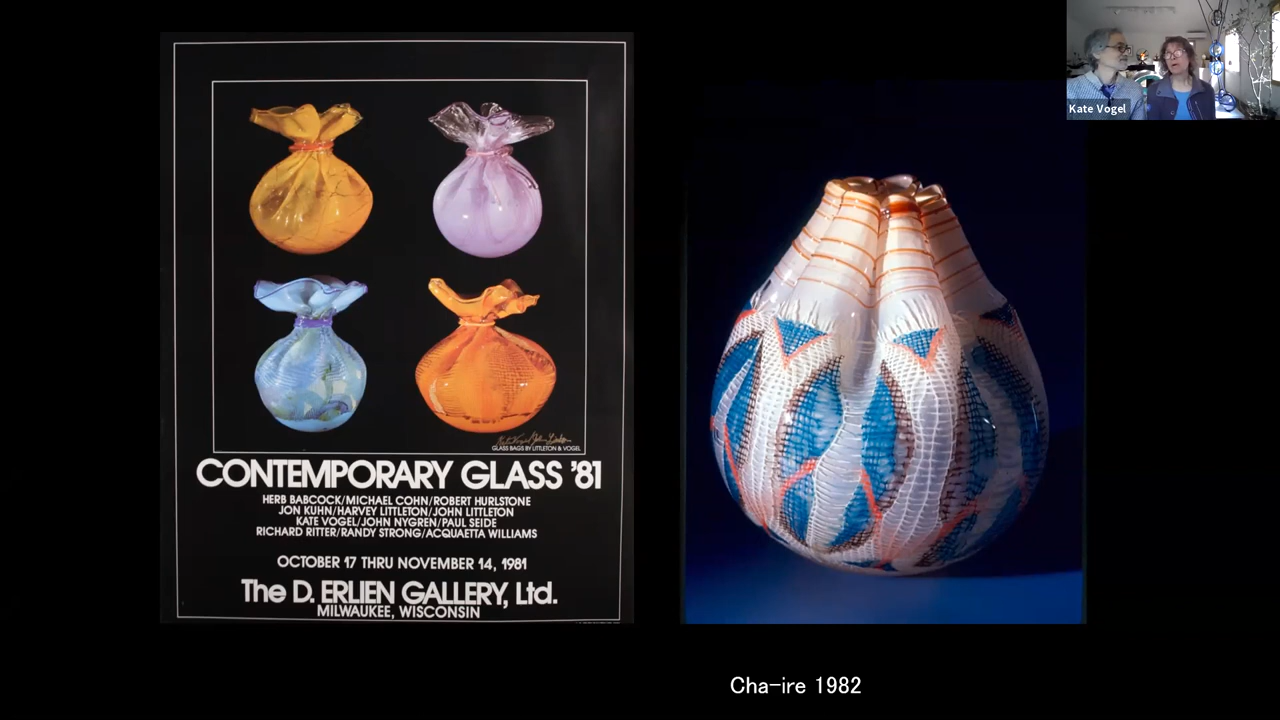 Kate Vogel
GLASS BAGS BY LITTLETON & VOGEL
CONTEMPORARY GLASS '81
HERB BABCOCK/MICHAEL COHN/ROBERT HURLSTONE
JON KUHN/HARVEY LITTLETON/JOHN LITTLETON
KATE VOGEL/JOHN NYGREN/PAUL SEIDE
RICHARD RITTER/RANDY STRONG/ACQUAETTA WILLIAMS
OCTOBER 17 THRU NOVEMBER 14, 1981
The D. ERLIEN GALLERY, Ltd.
MILWAUKEE, WISCONSIN
Cha-ire 1982